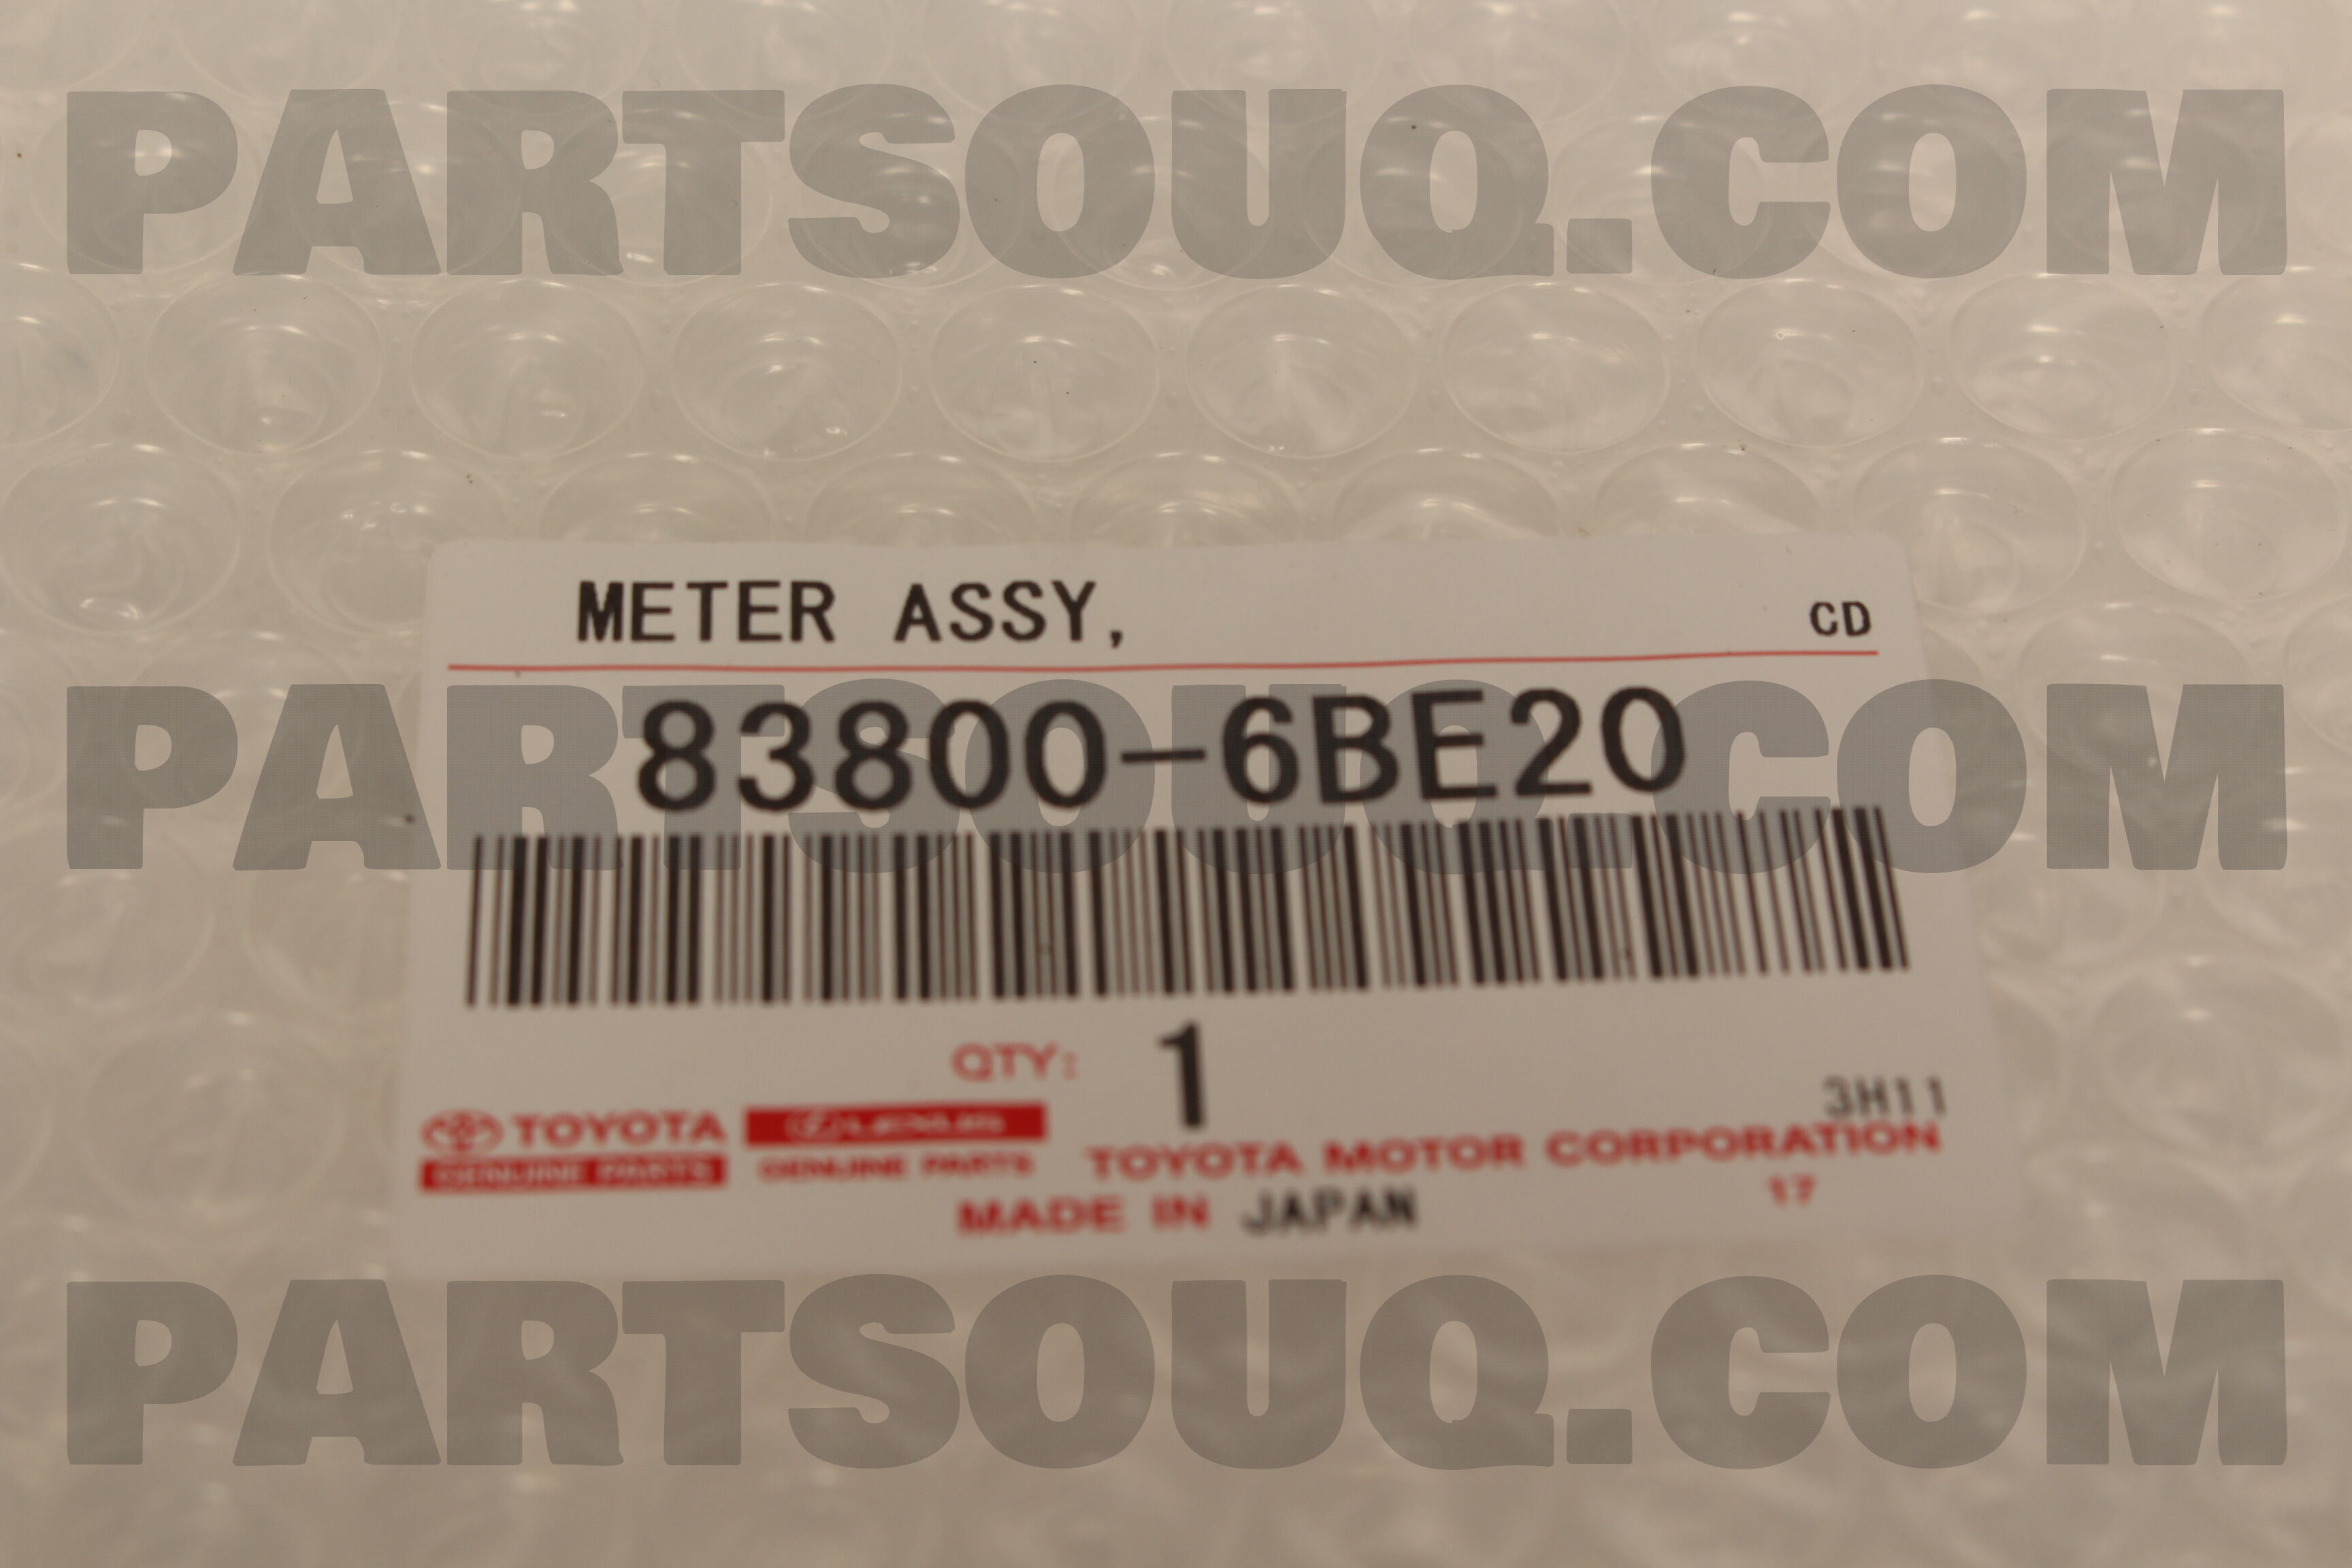 PARTSOUQ.COM
METER ASSY, CD
83800-6BE20
PARTSOUQ.COM
QTY: 1
3H11
TOYOTA LEXUS
GENUINE PARTS GENUINE PARTS TOYOTA MOTOR CORPORATION
MADE IN JAPAN 17
PARTSOUQ.COM